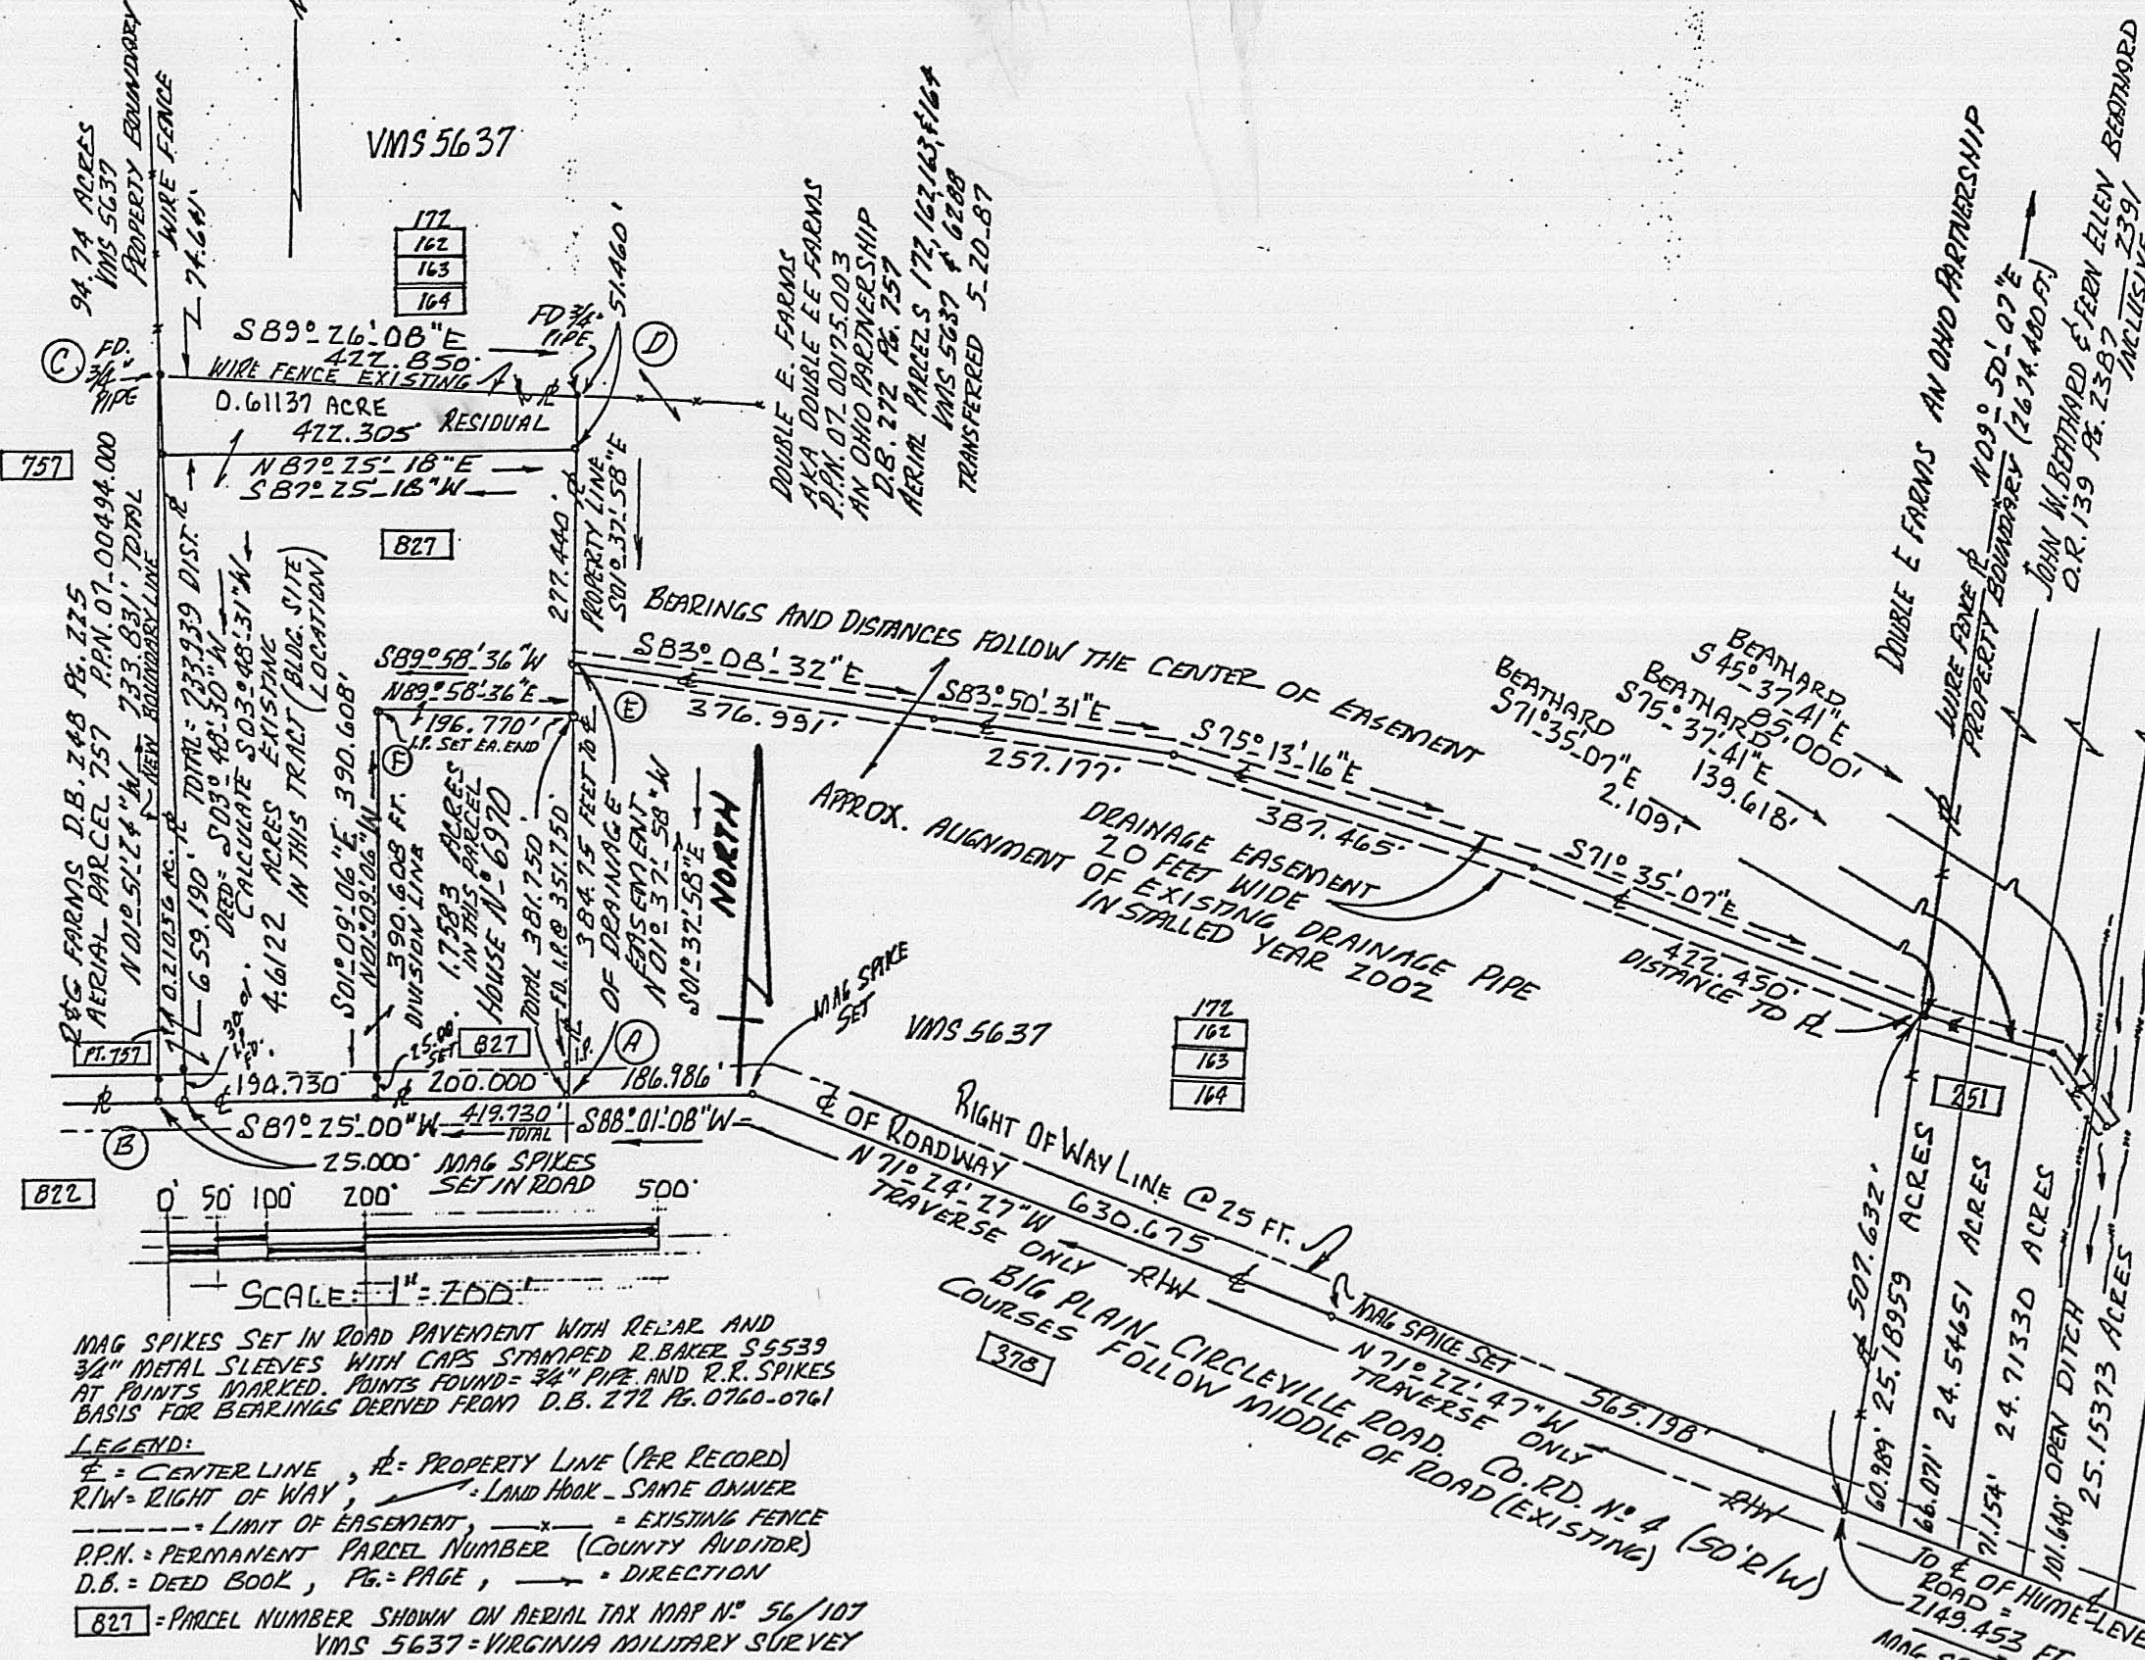 94.74 ACRES
VMS 5637
PROPERTY BOUNDARY
WIRE FENCE
74.641'
VMS 5637
172
162
163
164
51.460'
FD 3/4"
PIPE
D
C
FD.
3/4"
PIPE
S89°-26'-08"E
422.850'
WIRE FENCE EXISTING
0.61137 ACRE
RESIDUAL
422.305'
N 87°-25'-18"E
S 87°-25'-18"W
757
827
DOUBLE E. FARMS
AKA DOUBLE EE FARMS
P.P.N. 07-00175.003
AN OHIO PARTNERSHIP
D.B. 272 PG. 757
AERIAL PARCELS 172, 162, 163, & 164
VMS 5637 & 6288
TRANSFERRED 5-20-87
R&G FARMS D.B. 248 PG. 225
AERIAL PARCEL 757 P.P.N. 07-00494.000
N 01°-51'-24"W 733.831' TOTAL
NEW BOUNDARY LINE
0.21056 AC.
659.190'
TOTAL = 733.939 DIST.
DEED = S03°48'-30"W
CALCULATE S03°48'-31"W
4.6122 ACRES EXISTING
IN THIS TRACT (BLDG. SITE
LOCATION)
S01°-09'-06"E 390.608'
N01°-09'-06"W
390.608 FT.
DIVISION LINE
1.7583 ACRES
IN THIS PARCEL
HOUSE Nº-6970
TOTAL 381.750'
FD. I.P. @ 351.750'
384.75 FEET TO ℄
OF DRAINAGE
EASEMENT
N 01°-37'-58"W
S01°-37'-58"E
277.440'
PROPERTY LINE
S01°-37'-58"E
S89°58'36"W
N89°58'-36"E
196.770'
I.P. SET EA. END
E
F
NORTH
MAG SPIKE
SET
PT. 757
827
A
B
194.730
200.000'
186.986'
S87°25'-00"W
419.730'
TOTAL
S88°-01'-08"W
25.000' MAG SPIKES
SET IN ROAD
822
0' 50' 100' 200' 500'
SCALE: 1" = 200'
BEARINGS AND DISTANCES FOLLOW THE CENTER OF EASEMENT
S83°-08'-32"E
376.991'
S83°-50'-31"E
257.177'
S75°-13'-16"E
387.465'
S71°-35'-07"E
422.450'
DISTANCE TO ⅊
APPROX. ALIGNMENT OF EXISTING DRAINAGE PIPE
INSTALLED YEAR 2002
DRAINAGE EASEMENT
20 FEET WIDE
BEATHARD
S71°-35'-07"E
2.109'
BEATHARD
S75°-37'-41"E
139.618'
BEATHARD
S45°-37'-41"E
85.000'
DOUBLE E FARMS AN OHIO PARTNERSHIP
WIRE FENCE ⅊ N09°-50'-07"E
PROPERTY BOUNDARY (2674.480 FT.)
JOHN W. BEATHARD & FERN ELLEN BEATHARD
O.R. 139 PG. 2387 2391
INCLUSIVE
VMS 5637
172
162
163
164
RIGHT OF WAY LINE @ 25 FT.
℄ OF ROADWAY
N 71°-24'-27"W 630.675
TRAVERSE ONLY
R/W
BIG PLAIN-CIRCLEVILLE ROAD. CO. RD. Nº 4 (50' R/W)
COURSES FOLLOW MIDDLE OF ROAD (EXISTING)
378
MAG SPIKE SET
N 71°-22'-47"W 565.198'
TRAVERSE ONLY
R/W
251
⅊ 507.632'
60.989' 25.18959 ACRES
66.071' 24.54651 ACRES
71.154' 24.71330 ACRES
101.640' OPEN DITCH
25.15373 ACRES
TO ℄ OF HUME-LEVE
ROAD =
2149.453 FT.
MAG
MAG SPIKES SET IN ROAD PAVEMENT WITH REBAR AND
3/4" METAL SLEEVES WITH CAPS STAMPED R. BAKER S 5539
AT POINTS MARKED. POINTS FOUND = 3/4" PIPE AND R.R. SPIKES
BASIS FOR BEARINGS DERIVED FROM D.B. 272 PG. 0760-0761
LEGEND:
℄ = CENTER LINE, ⅊ = PROPERTY LINE (PER RECORD)
R/W = RIGHT OF WAY, = LAND HOOK - SAME OWNER
= LIMIT OF EASEMENT, x = EXISTING FENCE
P.P.N. = PERMANENT PARCEL NUMBER (COUNTY AUDITOR)
D.B. = DEED BOOK, PG. = PAGE, = DIRECTION
827 = PARCEL NUMBER SHOWN ON AERIAL TAX MAP Nº 56/107
VMS 5637 = VIRGINIA MILITARY SURVEY